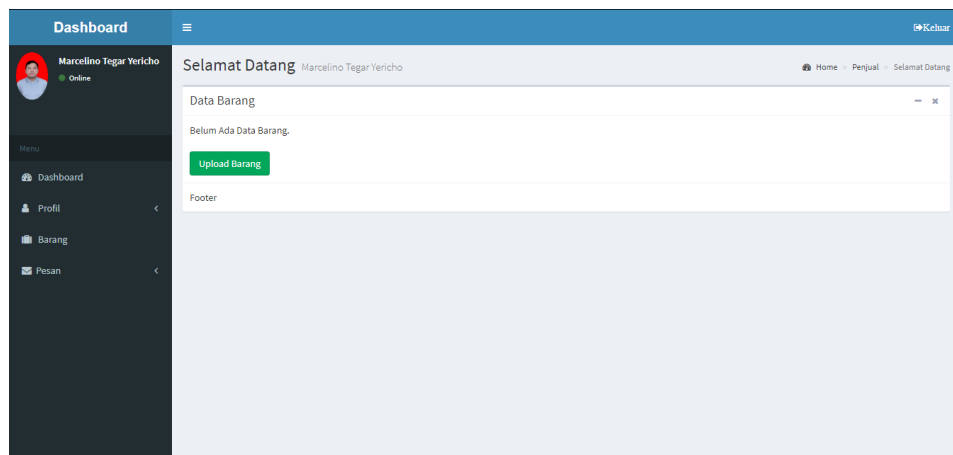 Dashboard
Keluar
Marcelino Tegar Yericho
Online
Selamat Datang Marcelino Tegar Yericho
Home > Penjual > Selamat Datang
Data Barang
Belum Ada Data Barang.
Upload Barang
Footer
Menu
Dashboard
Profil
Barang
Pesan